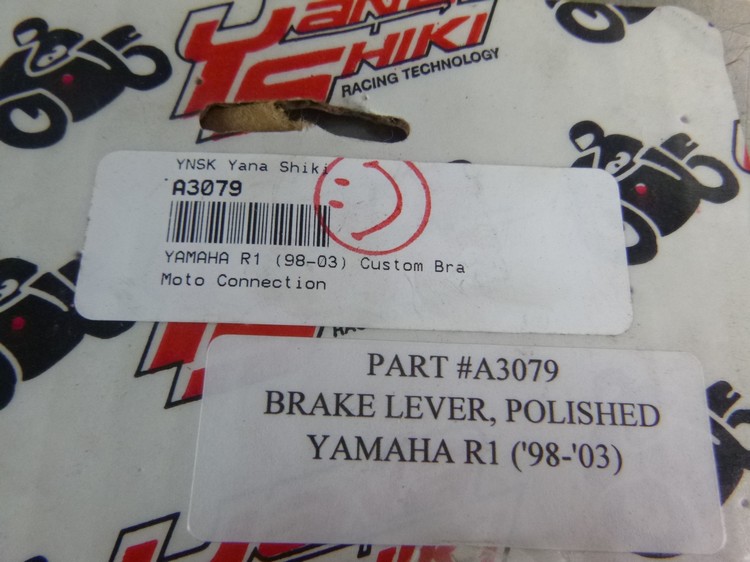 YANA
SHIKI
RACING TECHNOLOGY
YNSK Yana Shiki
A3079
YAMAHA R1 (98-03) Custom Bra
Moto Connection
RA
PART #A3079
BRAKE LEVER, POLISHED
YAMAHA R1 ('98-'03)